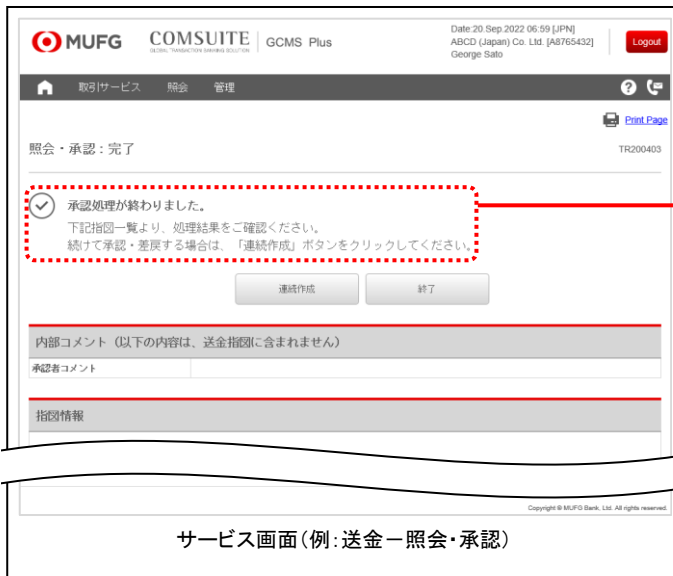 MUFG
COMSUITE
GLOBAL TRANSACTION BANKING SOLUTION
GCMS Plus
Date:20.Sep.2022 06:59 [JPN]
ABCD (Japan) Co. Ltd. [A8765432]
George Sato
Logout
取引サービス 照会 管理
Print Page
照会・承認：完了
TR200403
承認処理が終わりました。
下記指図一覧より、処理結果をご確認ください。
続けて承認・差戻する場合は、「連続作成」ボタンをクリックしてください。
連続作成
終了
内部コメント（以下の内容は、送金指図に含まれません）
承認者コメント
指図情報
Copyright © MUFG Bank, Ltd. All rights reserved.
サービス画面（例：送金－照会・承認）